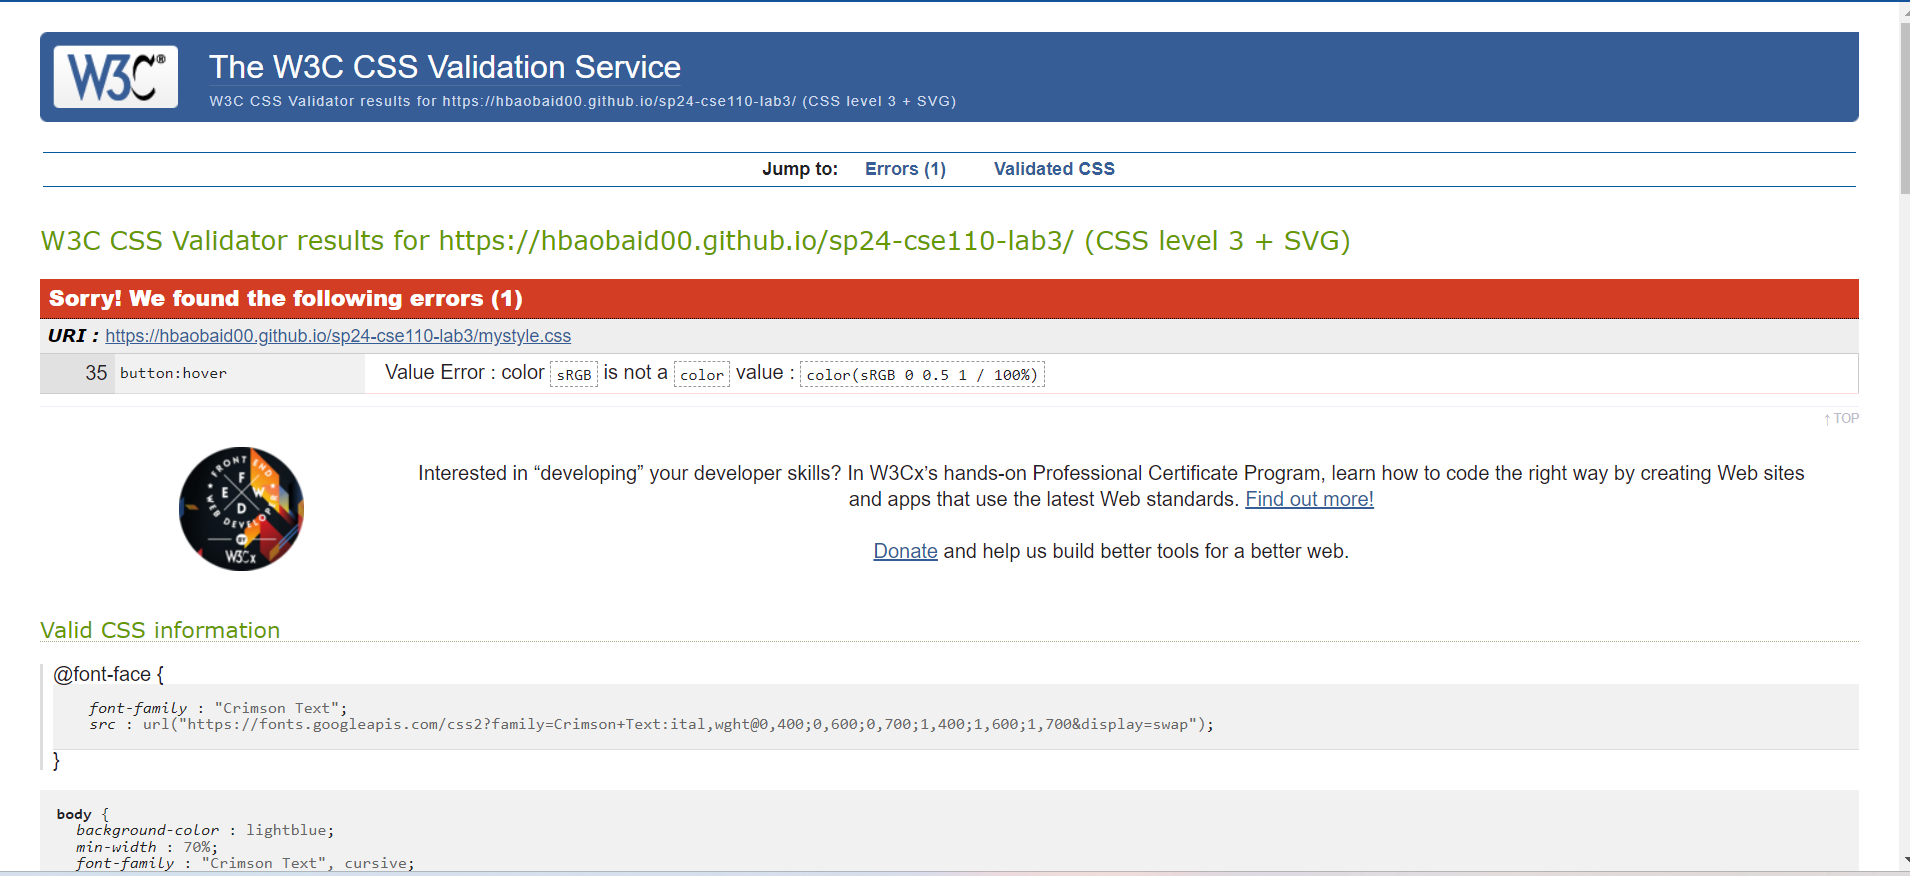 W3C®
The W3C CSS Validation Service
W3C CSS Validator results for https://hbaobaid00.github.io/sp24-cse110-lab3/ (CSS level 3 + SVG)
Jump to: Errors (1) Validated CSS
W3C CSS Validator results for https://hbaobaid00.github.io/sp24-cse110-lab3/ (CSS level 3 + SVG)
Sorry! We found the following errors (1)
URI : https://hbaobaid00.github.io/sp24-cse110-lab3/mystyle.css
35 button:hover Value Error : color sRGB is not a color value : color(sRGB 0 0.5 1 / 100%)
↑ TOP
FRONT END
F
E W
D
WEB DEVELOPER
BY
W3Cx
Interested in “developing” your developer skills? In W3Cx’s hands-on Professional Certificate Program, learn how to code the right way by creating Web sites
and apps that use the latest Web standards. Find out more!
Donate and help us build better tools for a better web.
Valid CSS information
@font-face {
font-family : "Crimson Text";
src : url("https://fonts.googleapis.com/css2?family=Crimson+Text:ital,wght@0,400;0,600;0,700;1,400;1,600;1,700&display=swap");
}
body {
background-color : lightblue;
min-width : 70%;
font-family : "Crimson Text", cursive;